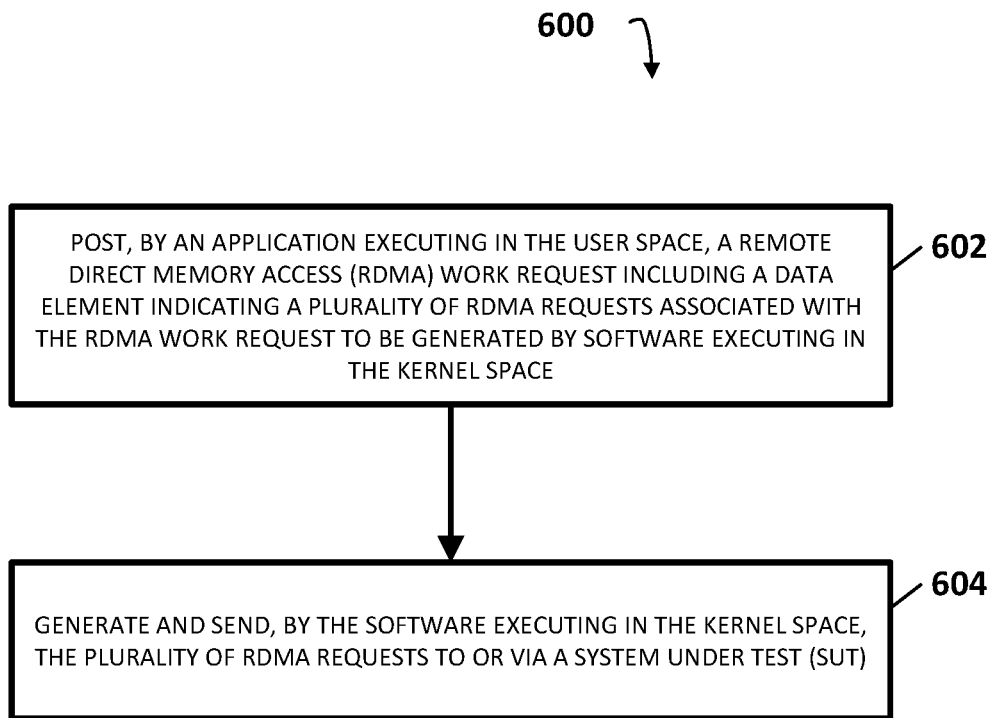 600
POST, BY AN APPLICATION EXECUTING IN THE USER SPACE, A REMOTE
DIRECT MEMORY ACCESS (RDMA) WORK REQUEST INCLUDING A DATA
ELEMENT INDICATING A PLURALITY OF RDMA REQUESTS ASSOCIATED WITH
THE RDMA WORK REQUEST TO BE GENERATED BY SOFTWARE EXECUTING IN
THE KERNEL SPACE
602
GENERATE AND SEND, BY THE SOFTWARE EXECUTING IN THE KERNEL SPACE,
THE PLURALITY OF RDMA REQUESTS TO OR VIA A SYSTEM UNDER TEST (SUT)
604